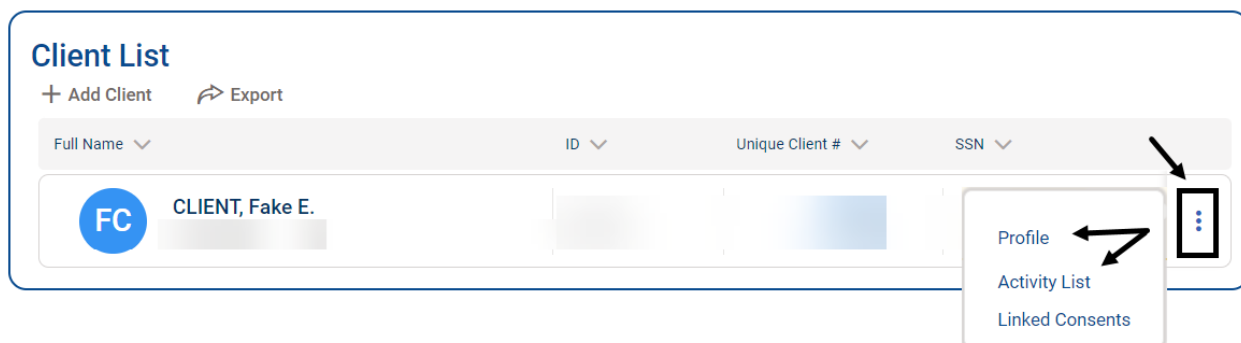 Client List
+ Add Client Export
Full Name ID Unique Client # SSN
FC CLIENT, Fake E.
Profile
Activity List
Linked Consents